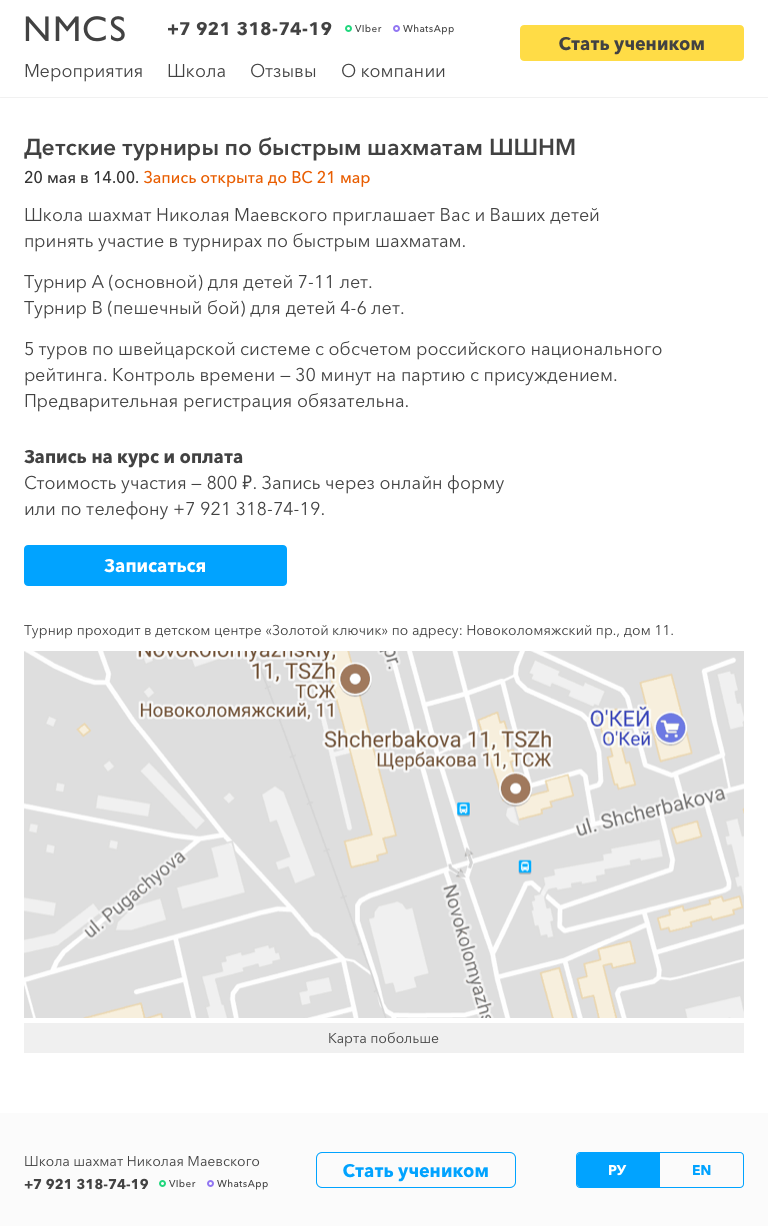 NMCS
+7 921 318-74-19 VIber WhatsApp
Стать учеником
Мероприятия Школа Отзывы О компании
Детские турниры по быстрым шахматам ШШНМ
20 мая в 14.00. Запись открыта до ВС 21 мар
Школа шахмат Николая Маевского приглашает Вас и Ваших детей
принять участие в турнирах по быстрым шахматам.
Турнир А (основной) для детей 7-11 лет.
Турнир В (пешечный бой) для детей 4-6 лет.
5 туров по швейцарской системе с обсчетом российского национального
рейтинга. Контроль времени — 30 минут на партию с присуждением.
Предварительная регистрация обязательна.
Запись на курс и оплата
Стоимость участия — 800 ₽. Запись через онлайн форму
или по телефону +7 921 318-74-19.
Записаться
Турнир проходит в детском центре «Золотой ключик» по адресу: Новоколомяжский пр., дом 11.
Novokolomyazhskiy,
11, TSZh
ТСЖ
Новоколомяжский, 11
pr.
Shcherbakova 11, TSZh
Щербакова 11, ТСЖ
О'КЕЙ
О'Кей
ul. Shcherbakova
ul. Pugachyova
Novokolomyazhs
Карта побольше
Школа шахмат Николая Маевского
+7 921 318-74-19 VIber WhatsApp
Стать учеником
РУ EN